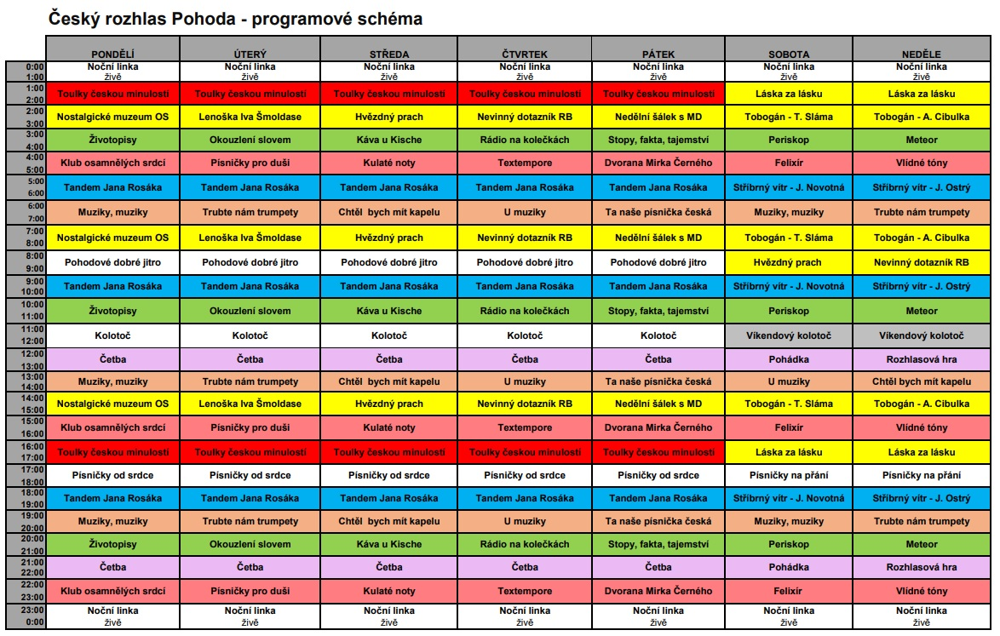 Český rozhlas Pohoda - programové schéma
PONDĚLÍ ÚTERÝ STŘEDA ČTVRTEK PÁTEK SOBOTA NEDĚLE
0:00 Noční linka Noční linka Noční linka Noční linka Noční linka Noční linka Noční linka
1:00 živě živě živě živě živě živě živě
1:00 2:00 Toulky českou minulostí Toulky českou minulostí Toulky českou minulostí Toulky českou minulostí Toulky českou minulostí Láska za lásku Láska za lásku
2:00 3:00 Nostalgické muzeum OS Lenoška Iva Šmoldase Hvězdný prach Nevinný dotazník RB Nedělní šálek s MD Tobogán - T. Sláma Tobogán - A. Cibulka
3:00 4:00 Životopisy Okouzlení slovem Káva u Kische Rádio na kolečkách Stopy, fakta, tajemství Periskop Meteor
4:00 5:00 Klub osamnělých srdcí Písničky pro duši Kulaté noty Textempore Dvorana Mirka Černého Felixír Vlídné tóny
5:00 6:00 Tandem Jana Rosáka Tandem Jana Rosáka Tandem Jana Rosáka Tandem Jana Rosáka Tandem Jana Rosáka Stříbrný vítr - J. Novotná Stříbrný vítr - J. Ostrý
6:00 7:00 Muziky, muziky Trubte nám trumpety Chtěl bych mít kapelu U muziky Ta naše písnička česká Muziky, muziky Trubte nám trumpety
7:00 8:00 Nostalgické muzeum OS Lenoška Iva Šmoldase Hvězdný prach Nevinný dotazník RB Nedělní šálek s MD Tobogán - T. Sláma Tobogán - A. Cibulka
8:00 9:00 Pohodové dobré jitro Pohodové dobré jitro Pohodové dobré jitro Pohodové dobré jitro Pohodové dobré jitro Hvězdný prach Nevinný dotazník RB
9:00 10:00 Tandem Jana Rosáka Tandem Jana Rosáka Tandem Jana Rosáka Tandem Jana Rosáka Tandem Jana Rosáka Stříbrný vítr - J. Novotná Stříbrný vítr - J. Ostrý
10:00 11:00 Životopisy Okouzlení slovem Káva u Kische Rádio na kolečkách Stopy, fakta, tajemství Periskop Meteor
11:00 12:00 Kolotoč Kolotoč Kolotoč Kolotoč Kolotoč Víkendový kolotoč Víkendový kolotoč
12:00 13:00 Četba Četba Četba Četba Četba Pohádka Rozhlasová hra
13:00 14:00 Muziky, muziky Trubte nám trumpety Chtěl bych mít kapelu U muziky Ta naše písnička česká U muziky Chtěl bych mít kapelu
14:00 15:00 Nostalgické muzeum OS Lenoška Iva Šmoldase Hvězdný prach Nevinný dotazník RB Nedělní šálek s MD Tobogán - T. Sláma Tobogán - A. Cibulka
15:00 16:00 Klub osamnělých srdcí Písničky pro duši Kulaté noty Textempore Dvorana Mirka Černého Felixír Vlídné tóny
16:00 17:00 Toulky českou minulostí Toulky českou minulostí Toulky českou minulostí Toulky českou minulostí Toulky českou minulostí Láska za lásku Láska za lásku
17:00 18:00 Písničky od srdce Písničky od srdce Písničky od srdce Písničky od srdce Písničky od srdce Písničky na přání Písničky na přání
18:00 19:00 Tandem Jana Rosáka Tandem Jana Rosáka Tandem Jana Rosáka Tandem Jana Rosáka Tandem Jana Rosáka Stříbrný vítr - J. Novotná Stříbrný vítr - J. Ostrý
19:00 20:00 Muziky, muziky Trubte nám trumpety Chtěl bych mít kapelu U muziky Ta naše písnička česká Muziky, muziky Trubte nám trumpety
20:00 21:00 Životopisy Okouzlení slovem Káva u Kische Rádio na kolečkách Stopy, fakta, tajemství Periskop Meteor
21:00 22:00 Četba Četba Četba Četba Četba Pohádka Rozhlasová hra
22:00 23:00 Klub osamnělých srdcí Písničky pro duši Kulaté noty Textempore Dvorana Mirka Černého Felixír Vlídné tóny
23:00 Noční linka Noční linka Noční linka Noční linka Noční linka Noční linka Noční linka
0:00 živě živě živě živě živě živě živě